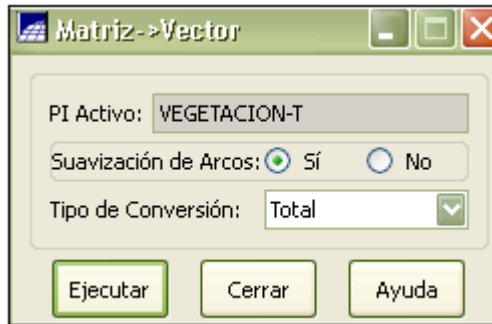 Matriz->Vector
PI Activo: VEGETACION-T
Suavización de Arcos: Sí No
Tipo de Conversión: Total
Ejecutar Cerrar Ayuda